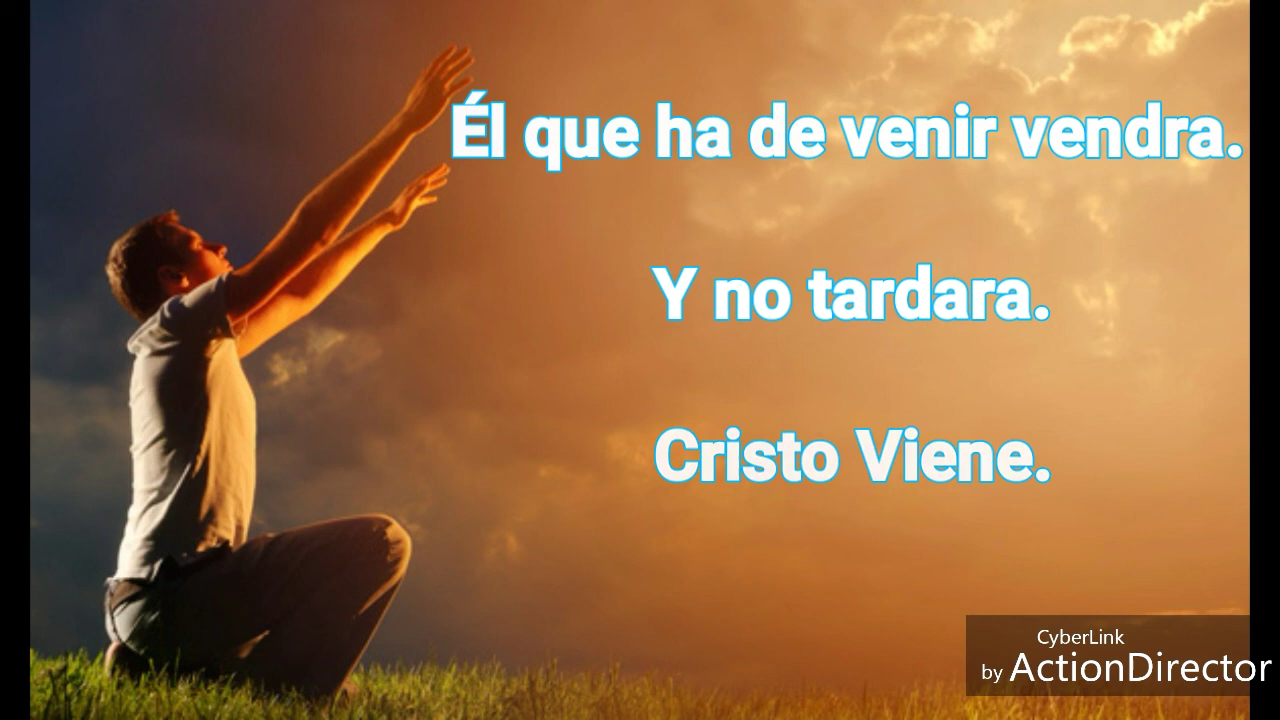 Él que ha de venir vendra.
Y no tardara.
Cristo Viene.
CyberLink
by ActionDirector